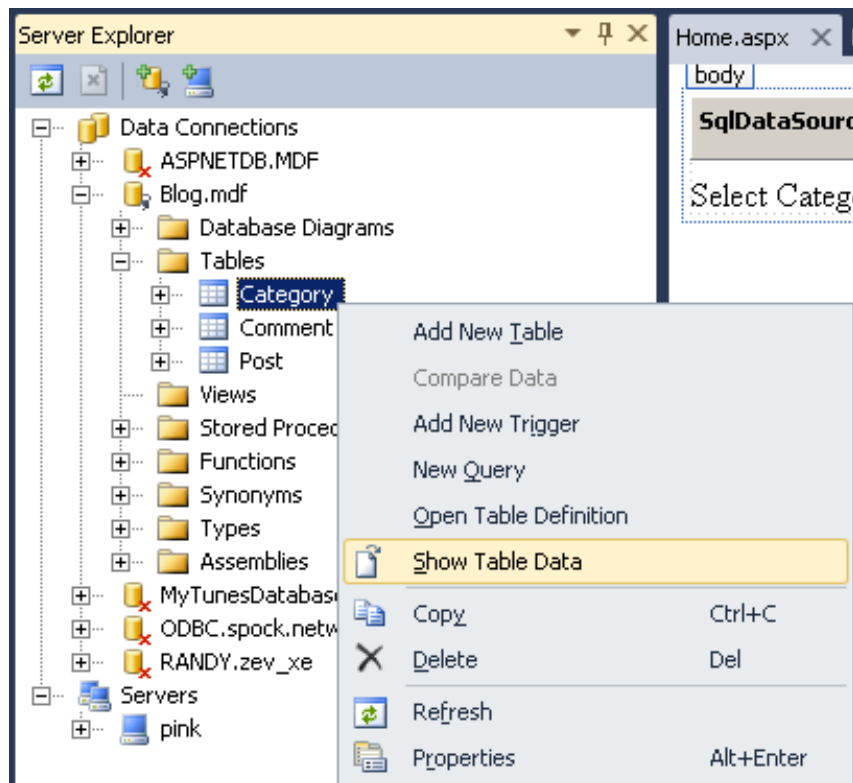 Server Explorer
Home.aspx
body
SqlDataSourc
Select Catego
Data Connections
ASPNETDB.MDF
Blog.mdf
Database Diagrams
Tables
Category
Comment
Post
Views
Stored Proced
Functions
Synonyms
Types
Assemblies
MyTunesDatabas
ODBC.spock.netw
RANDY.zev_xe
Servers
pink
Add New Table
Compare Data
Add New Trigger
New Query
Open Table Definition
Show Table Data
Copy Ctrl+C
Delete Del
Refresh
Properties Alt+Enter